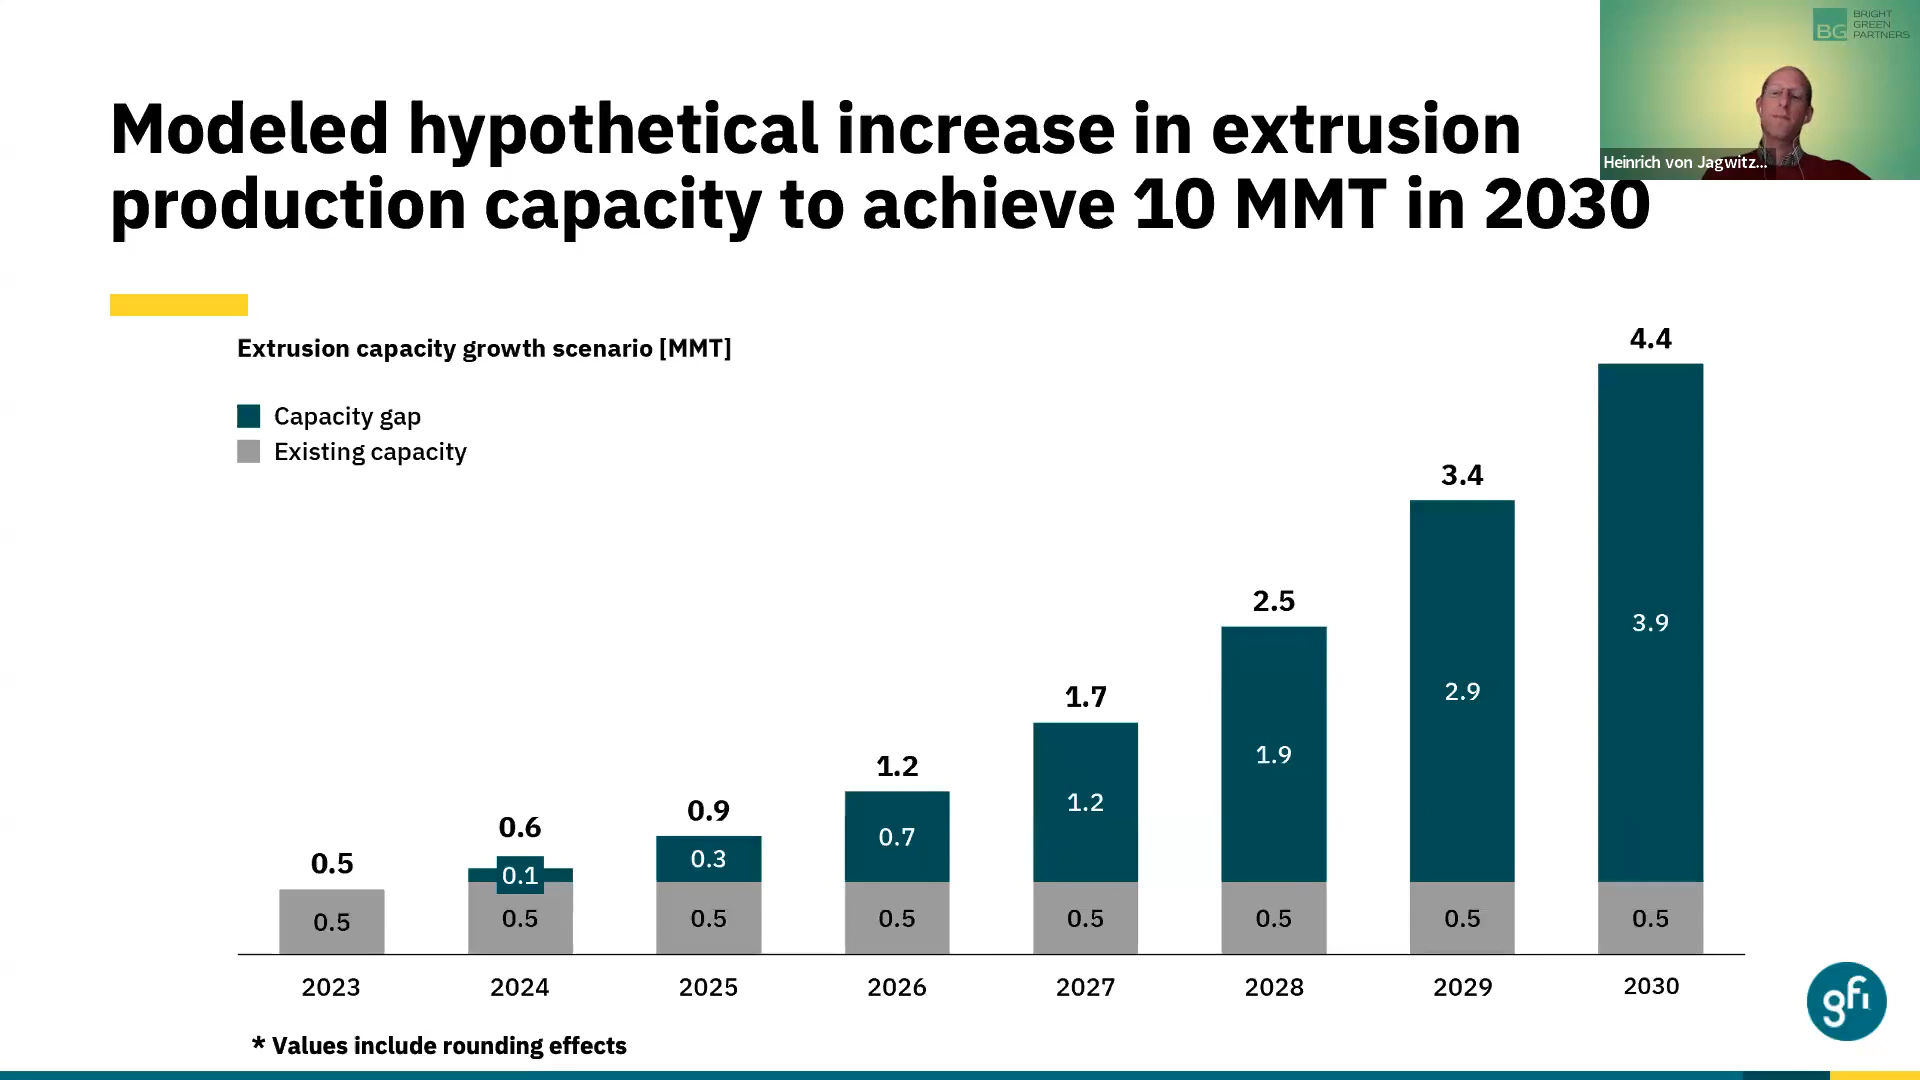 BRIGHT
GREEN
PARTNERS
BG
Heinrich von Jagwitz...
Modeled hypothetical increase in extrusion
production capacity to achieve 10 MMT in 2030
Extrusion capacity growth scenario [MMT]
Capacity gap
Existing capacity
0.5 0.6 0.9 1.2 1.7 2.5 3.4 4.4
0.1 0.3 0.7 1.2 1.9 2.9 3.9
0.5 0.5 0.5 0.5 0.5 0.5 0.5 0.5
2023 2024 2025 2026 2027 2028 2029 2030
* Values include rounding effects
gfi